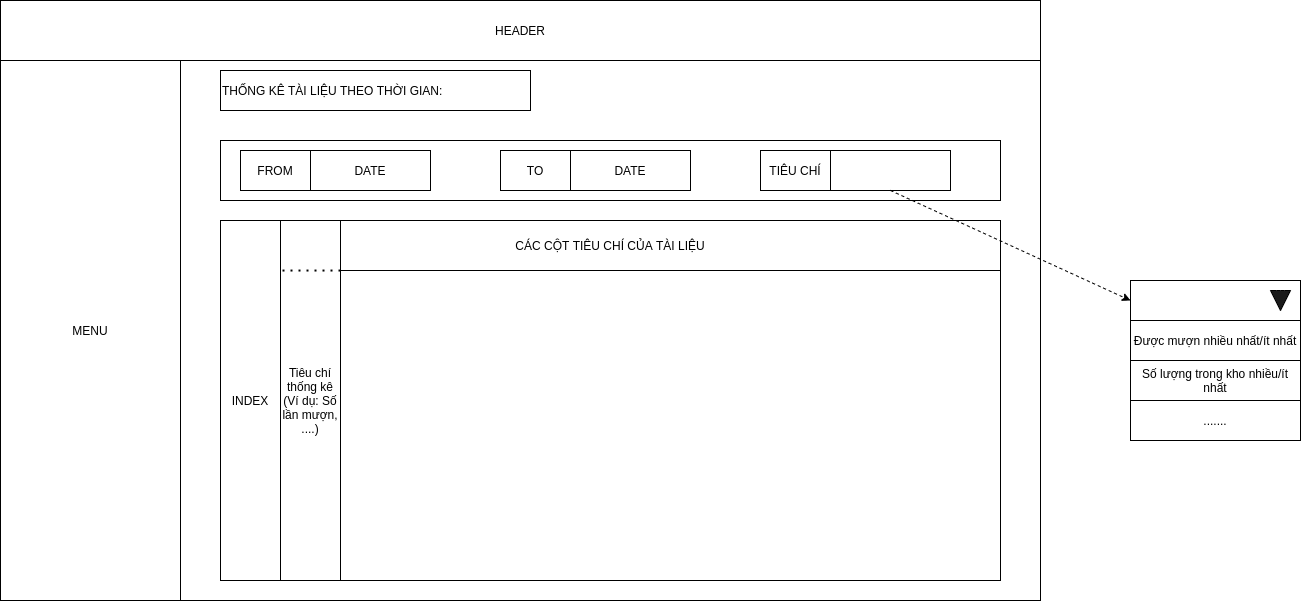 HEADER
THỐNG KÊ TÀI LIỆU THEO THỜI GIAN:
FROM
DATE
TO
DATE
TIÊU CHÍ
CÁC CỘT TIÊU CHÍ CỦA TÀI LIỆU
MENU
INDEX
Tiêu chí
thống kê
(Ví dụ: Số
lần mượn,
....)
Được mượn nhiều nhất/ít nhất
Số lượng trong kho nhiều/ít
nhất
.......